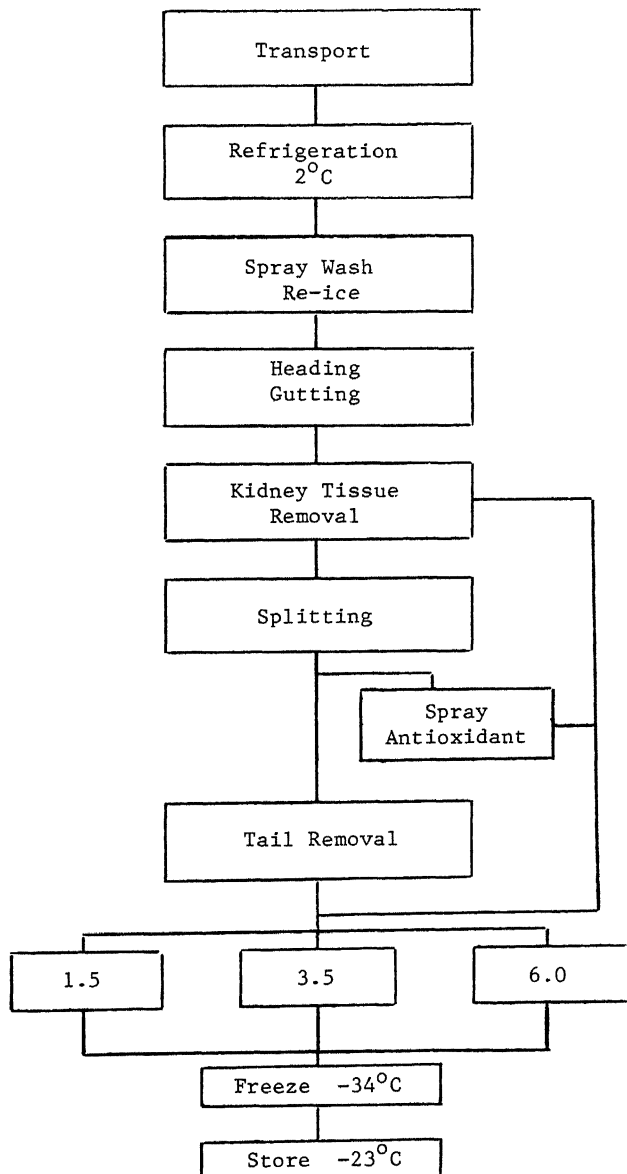 Transport
Refrigeration
2°C
Spray Wash
Re-ice
Heading
Gutting
Kidney Tissue
Removal
Splitting
Spray
Antioxidant
Tail Removal
1.5
3.5
6.0
Freeze -34°C
Store -23°C